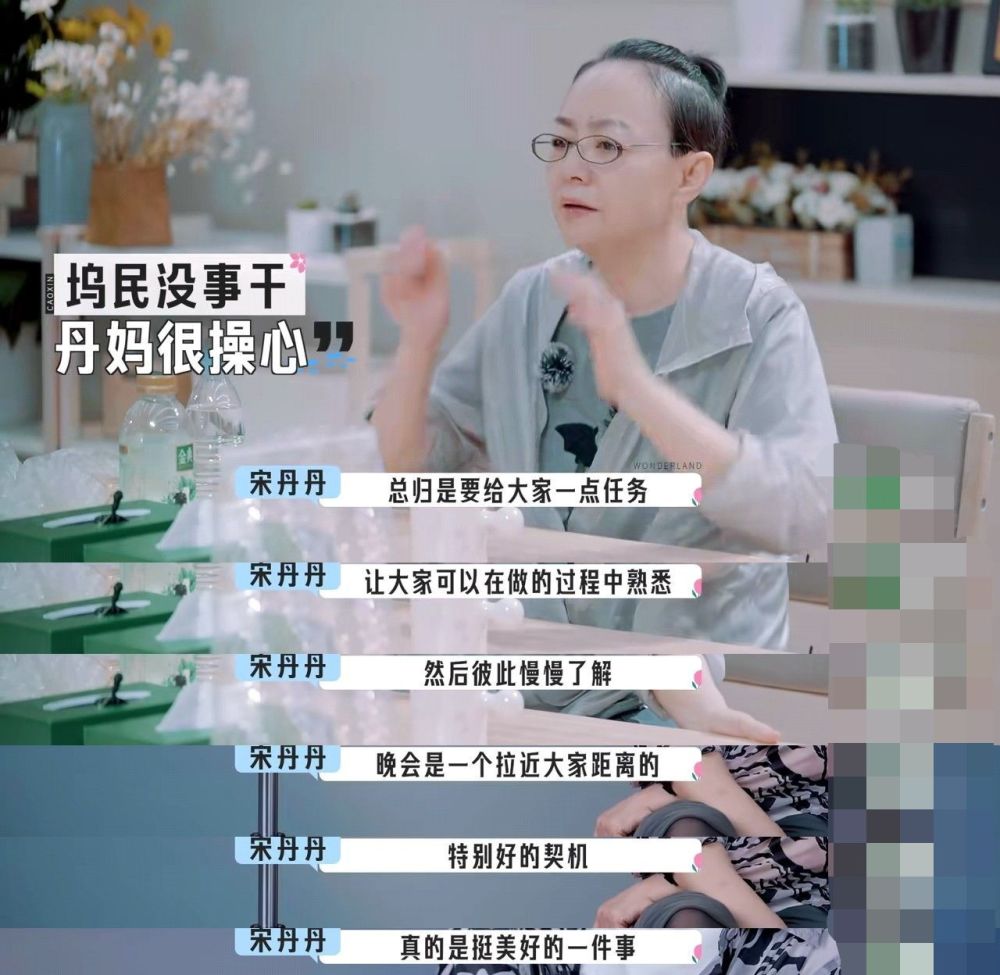 CAOXIN
坞民没事干
丹妈很操心”
金典
WONDERLAND
宋丹丹
总归是要给大家一点任务
宋丹丹
让大家可以在做的过程中熟悉
宋丹丹
然后彼此慢慢了解
宋丹丹
晚会是一个拉近大家距离的
宋丹丹
特别好的契机
宋丹丹
真的是挺美好的一件事